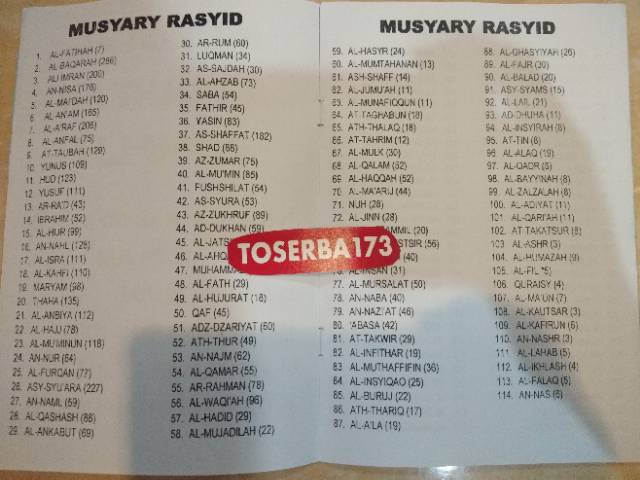 MUSYARY RASYID
1. AL-FATIHAH (7)
2. AL-BAQARAH (286)
3. ALI IMRAN (200)
4. AN-NISA (176)
5. AL-MAI'DAH (120)
6. AL-AN'AM (165)
7. AL-A'RAF (206)
8. AL-ANFAL (75)
9. AT-TAUBAH (129)
10. YUNUS (109)
11. HUD (123)
12. YUSUF (111)
13. AR-RA'D (43)
14. IBRAHIM (52)
15. AL-HIJR (99)
16. AN-NAHL (128)
17. AL-ISRA (111)
18. AL-KAHFI (110)
19. MARYAM (98)
20. THAHA (135)
21. AL-ANBIYA (112)
22. AL-HAJJ (78)
23. AL-MU'MINUN (118)
24. AN-NUR (64)
25. AL-FURQAN (77)
26. ASY-SYU'ARA (227)
27. AN-NAML (59)
28. AL-QASHASH (88)
29. AL-ANKABUT (69)
30. AR-RUM (60)
31. LUQMAN (34)
32. AS-SAJDAH (30)
33. AL-AHZAB (73)
34. SABA (54)
35. FATHIR (45)
36. YASIN (83)
37. AS-SHAFFAT (182)
38. SHAD (88)
39. AZ-ZUMAR (75)
40. AL-MU'MIN (85)
41. FUSHSHILAT (54)
42. AS-SYURA (53)
43. AZ-ZUKHRUF (89)
44. AD-DUKHAN (59)
45. AL-JATS
46. AL-AHQ
47. MUHAMMA
48. AL-FATH (29)
49. AL-HUJURAT (18)
50. QAF (45)
51. ADZ-DZARIYAT (60)
52. ATH-THUR (49)
53. AN-NAJM (62)
54. AL-QAMAR (55)
55. AR-RAHMAN (78)
56. AL-WAQI'AH (96)
57. AL-HADID (29)
58. AL-MUJADILAH (22)
MUSYARY RASYID
59. AL-HASYR (24)
60. AL-MUMTAHANAH (13)
61. ASH-SHAFF (14)
62. AL-JUMU'AH (11)
63. AL-MUNAFIQQUN (11)
64. AT-TAGHABUN (18)
65. ATH-THALAQ (18)
66. AT-TAHRIM (12)
67. AL-MULK (30)
68. AL-QALAM (52)
69. AL-HAQQAH (52)
70. AL-MA'ARIJ (44)
71. NUH (28)
72. AL-JINN (28)
AMMIL (20)
TSTSIR (56)
(40)
AL-INSAN (31)
77. AL-MURSALAT (50)
78. AN-NABA (40)
79. AN-NAZI'AT (46)
80. 'ABASA (42)
81. AT-TAKWIR (29)
82. AL-INFITHAR (19)
83. AL-MUTHAFFIFIN (36)
84. AL-INSYIQAQ (25)
85. AL-BURUJ (22)
86. ATH-THARIQ (17)
87. AL-A'LA (19)
88. AL-GHASYIYAH (26)
89. AL-FAJR (30)
90. AL-BALAD (20)
91. ASY-SYAMS (15)
92. AL-LAIL (21)
93. AD-DHUHA (11)
94. AL-INSYIRAH (8)
95. AT-TIN (8)
96. AL-ALAQ (19)
97. AL-QADR (5)
98. AL-BAYYINAH (8)
99. AL-ZALZALAH (8)
100. AL-ADIYAT (11)
101. AL-QARI'AH (11)
102. AT TAKATSUR (8)
103. AL-ASHR (3)
104. AL-HUMAZAH (9)
105. AL-FIL
106. QURAISY (4)
107. AL-MA'UN (7)
108. AL-KAUTSAR (3)
109. AL-KAFIRUN (6)
110. AN-NASHR (3)
111. AL-LAHAB (5)
112. AL-IKHLASH (4)
113. AL-FALAQ (5)
114. AN-NAS (6)
TOSERBA173